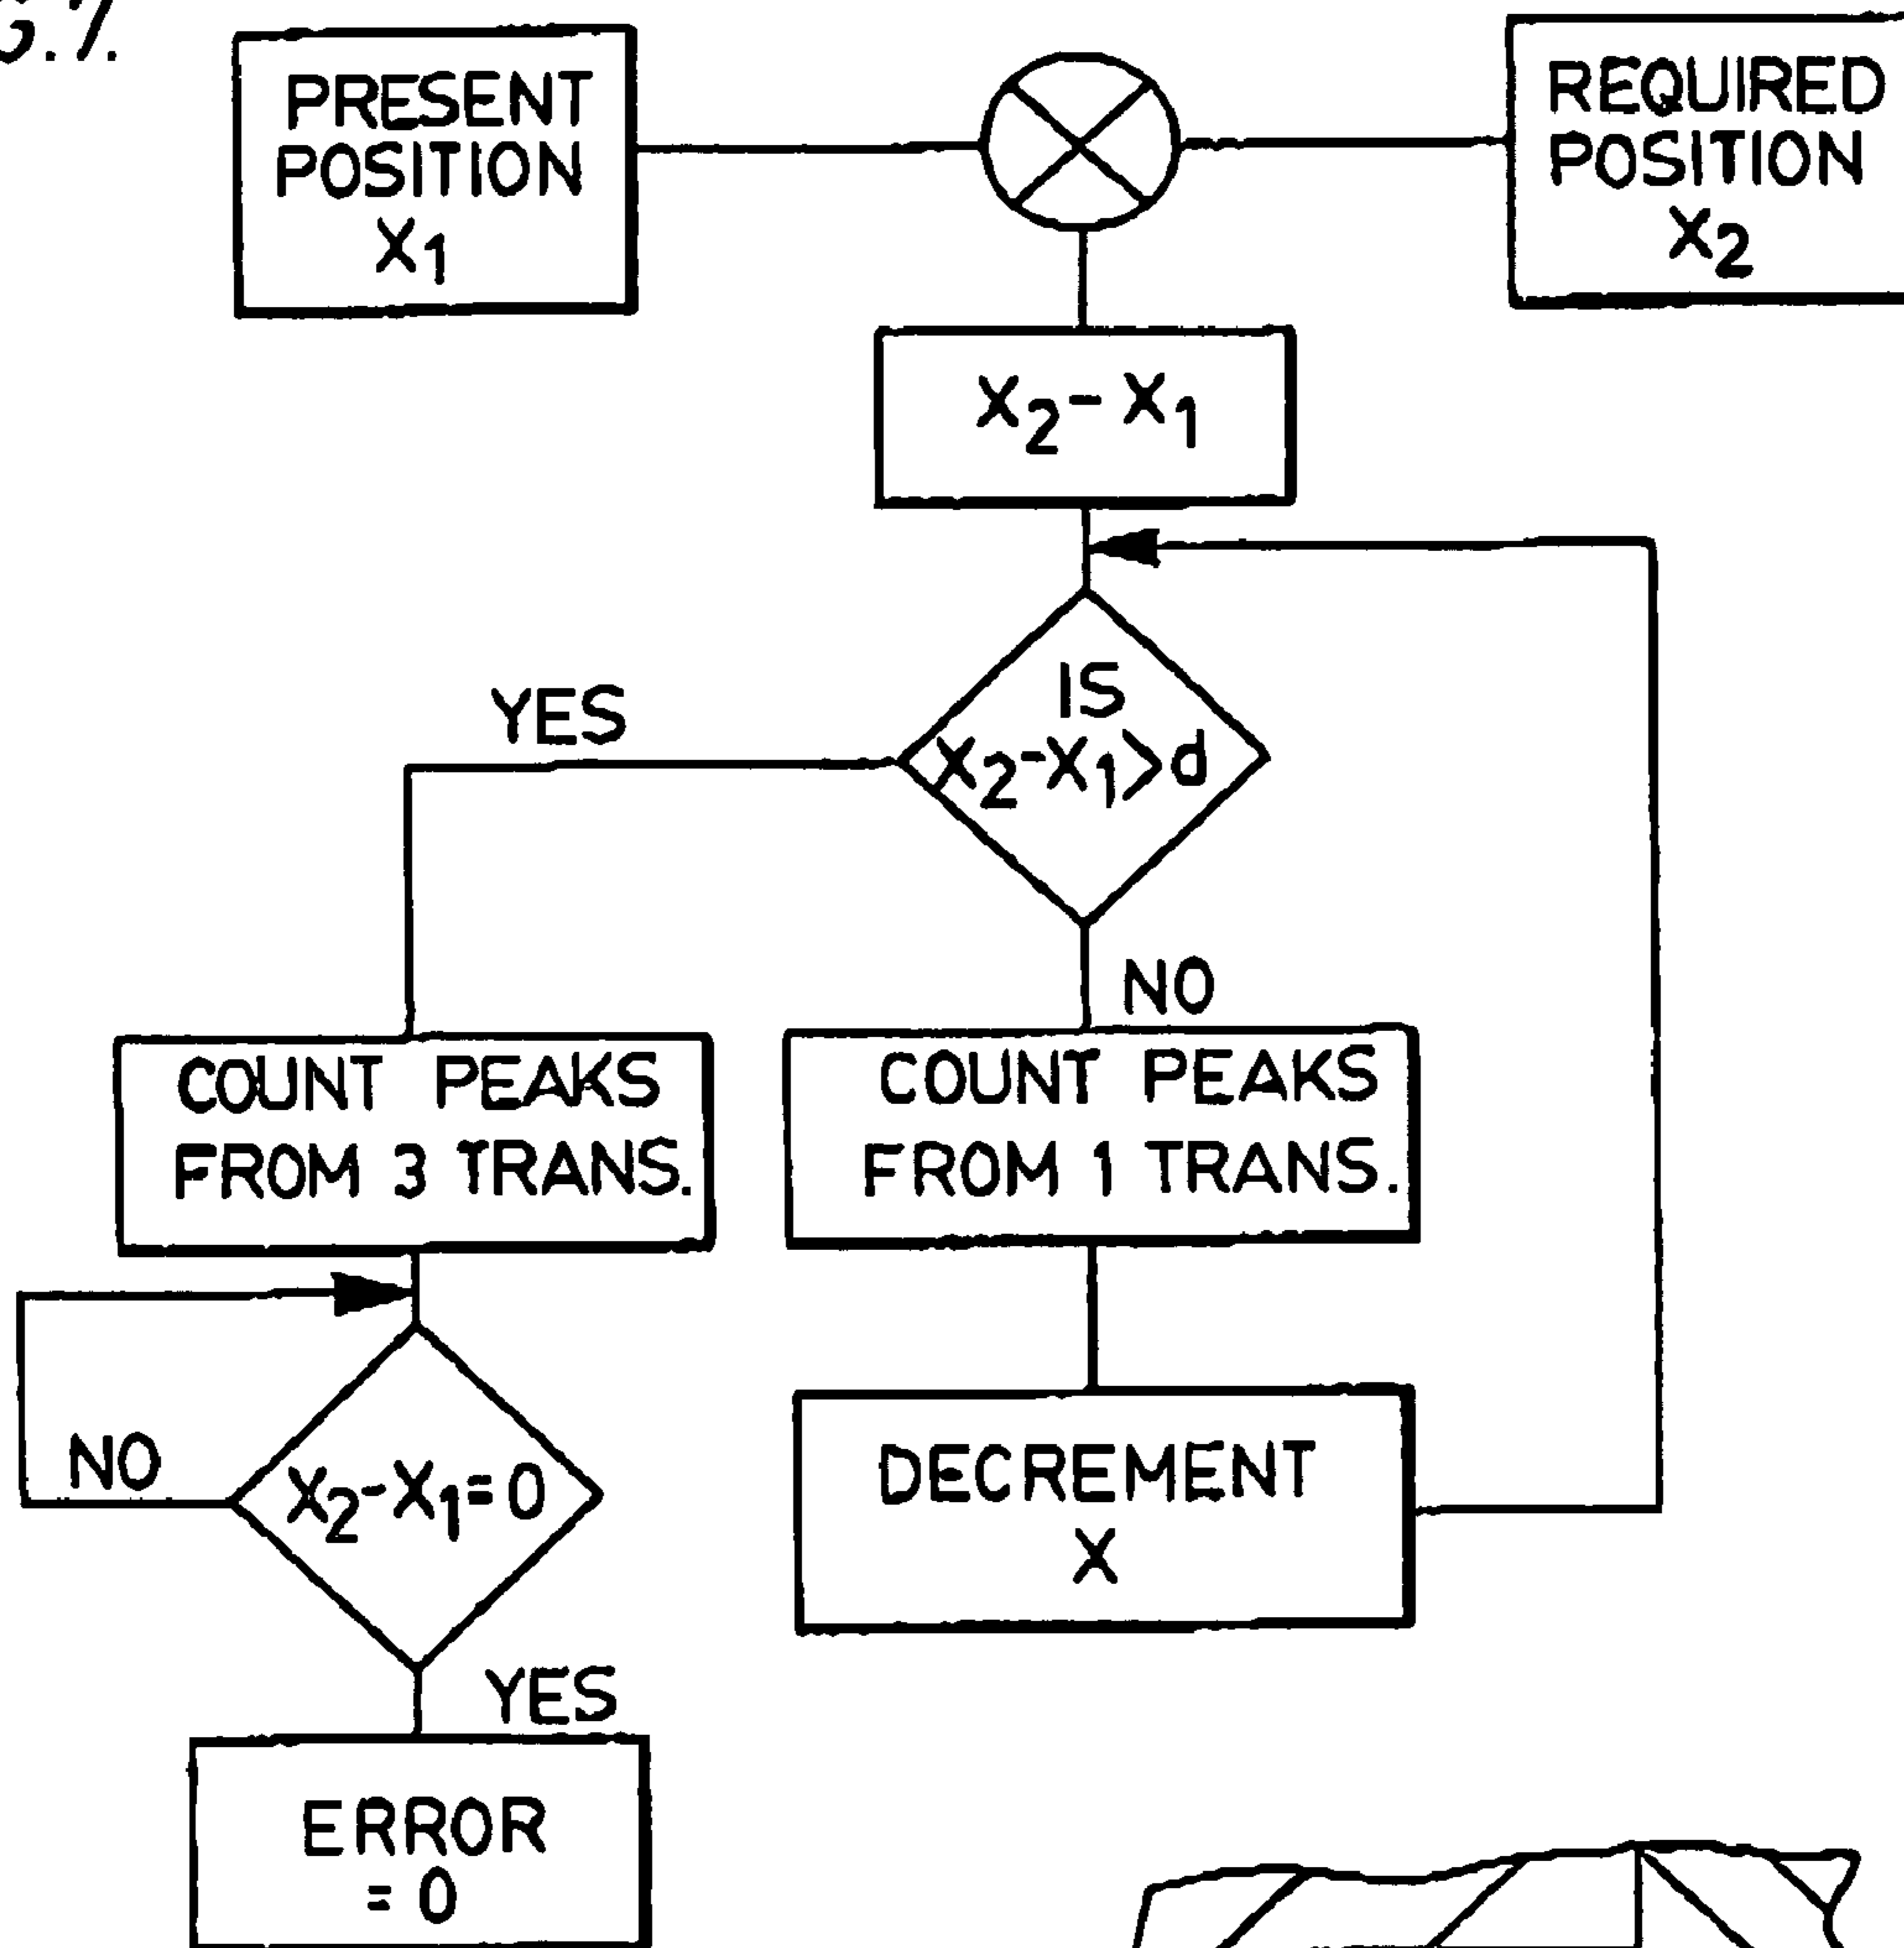 G.7.
PRESENT
POSITION
X1
REQUIRED
POSITION
X2
X2-X1
IS
X2-X1>d
YES
NO
COUNT PEAKS
FROM 3 TRANS.
COUNT PEAKS
FROM 1 TRANS.
NO
X2-X1=0
DECREMENT
X
YES
ERROR
= 0